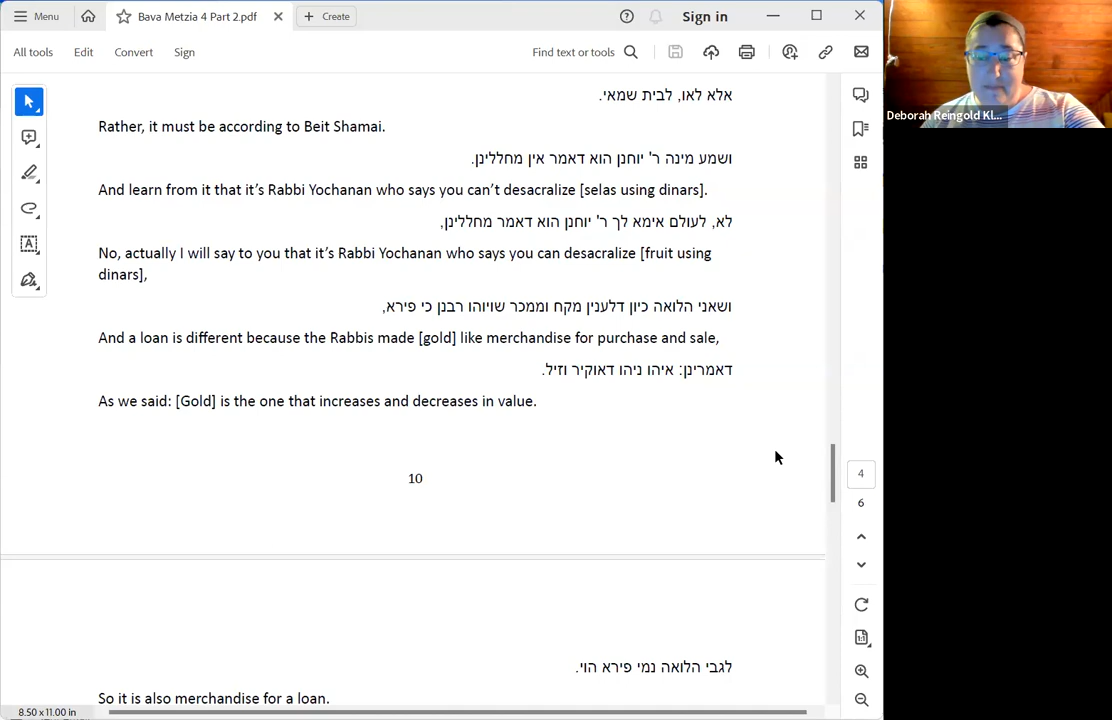 Menu
Bava Metzia 4 Part 2.pdf
Create
Sign in
All tools
Edit
Convert
Sign
Find text or tools
אלא לאו, לבית שמאי.
Rather, it must be according to Beit Shamai.
ושמע מינה ר' יוחנן הוא דאמר אין מחללינן.
And learn from it that it's Rabbi Yochanan who says you can't desacralize [selas using dinars].
לא, לעולם אימא לך ר' יוחנן הוא דאמר מחללינן,
No, actually I will say to you that it's Rabbi Yochanan who says you can desacralize [fruit using
dinars],
ושאני הלואה כיון דלענין מקח וממכר שויוהו רבנן כי פירא,
And a loan is different because the Rabbis made [gold] like merchandise for purchase and sale,
דאמרינן: איהו ניהו דאוקיר וזיל.
As we said: [Gold] is the one that increases and decreases in value.
10
לגבי הלואה נמי פירא הוי.
So it is also merchandise for a loan.
8.50 x 11.00 in
4
6
1:1
Deborah Reingold Kl...